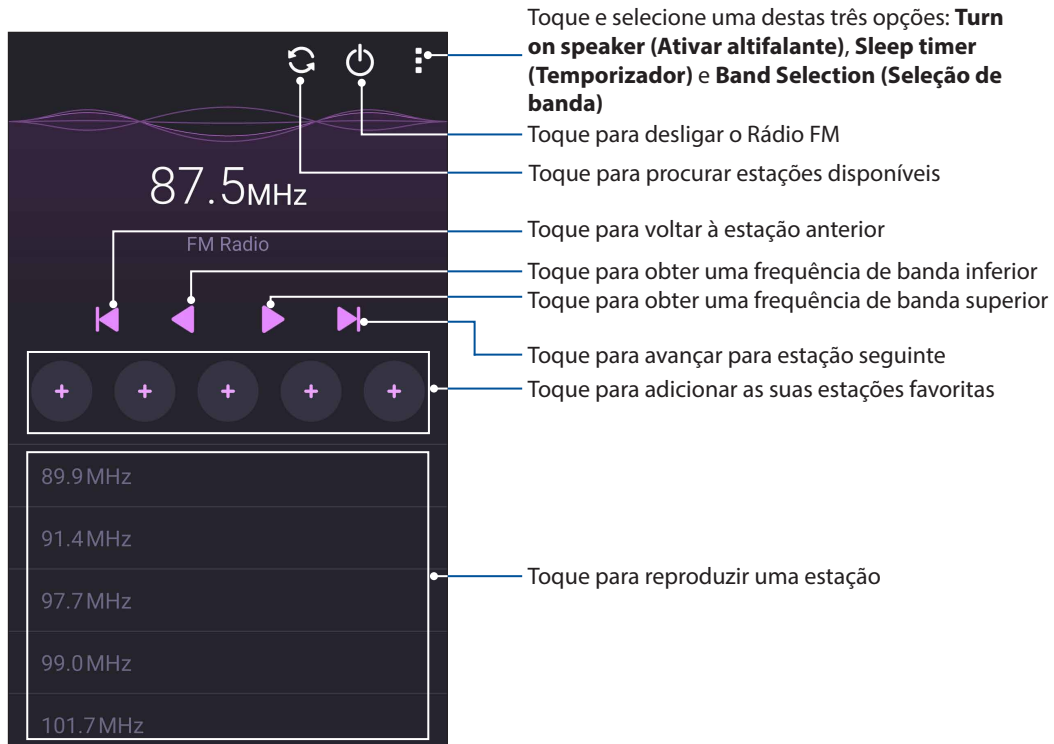 Toque e selecione uma destas três opções: Turn
on speaker (Ativar altifalante), Sleep timer
(Temporizador) e Band Selection (Seleção de
banda)
Toque para desligar o Rádio FM
Toque para procurar estações disponíveis
87.5MHz
FM Radio
Toque para voltar à estação anterior
Toque para obter uma frequência de banda inferior
Toque para obter uma frequência de banda superior
Toque para avançar para estação seguinte
Toque para adicionar as suas estações favoritas
89.9MHz
91.4MHz
97.7MHz
99.0MHz
101.7MHz
Toque para reproduzir uma estação